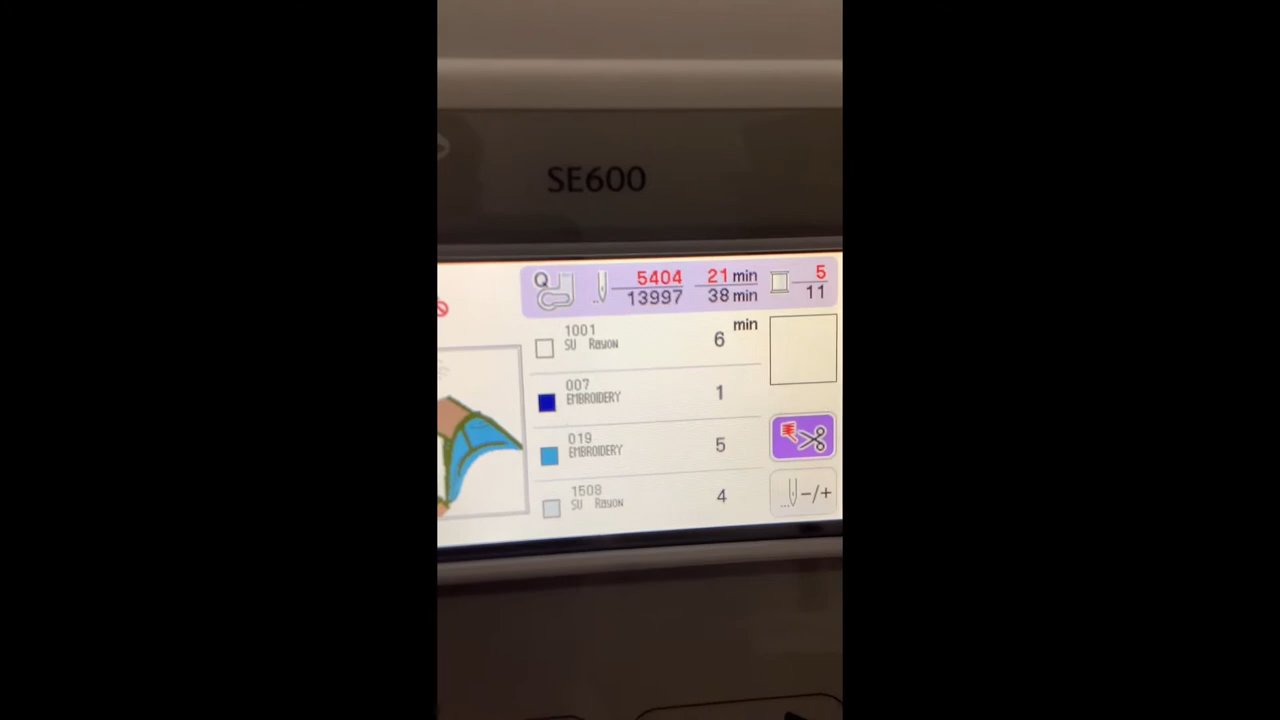 SE600
Q 5404 21 min 5
13997 38 min 11
min
1001 6
SU Rayon
007 1
EMBROIDERY
019 5
EMBROIDERY
1508 4
SU Rayon
-/+